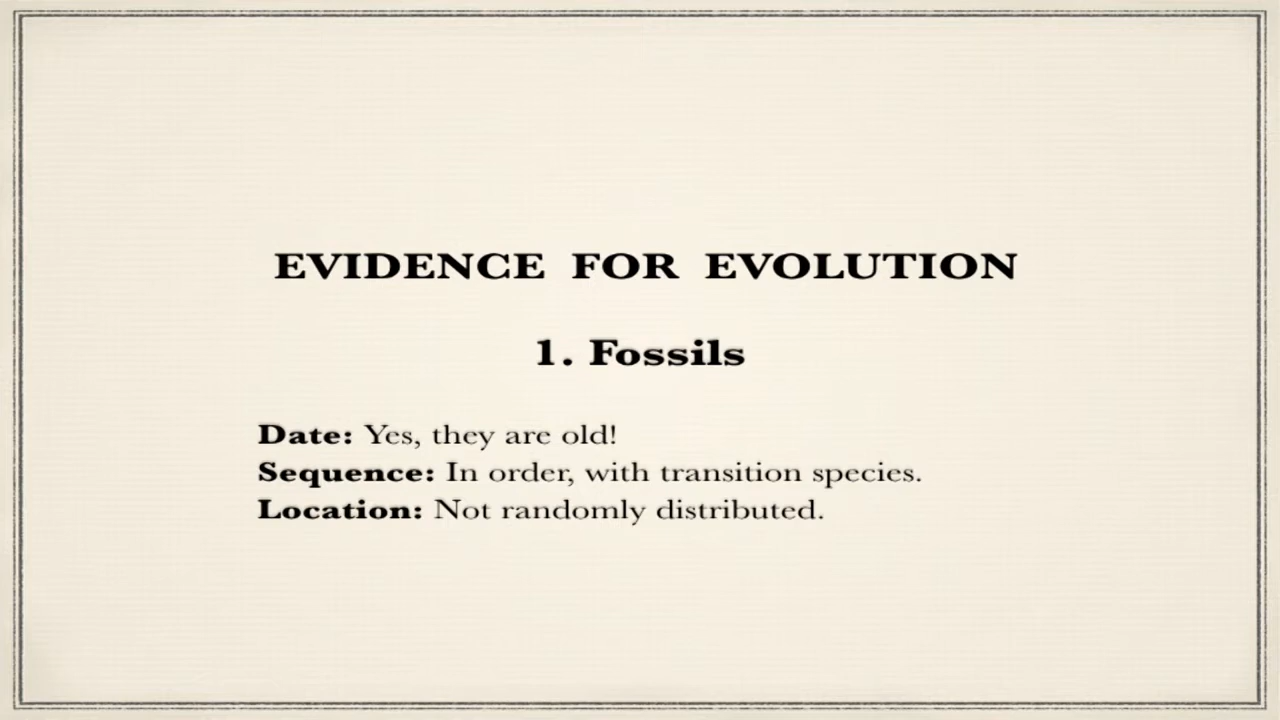 EVIDENCE FOR EVOLUTION
1. Fossils
Date: Yes, they are old!
Sequence: In order, with transition species.
Location: Not randomly distributed.